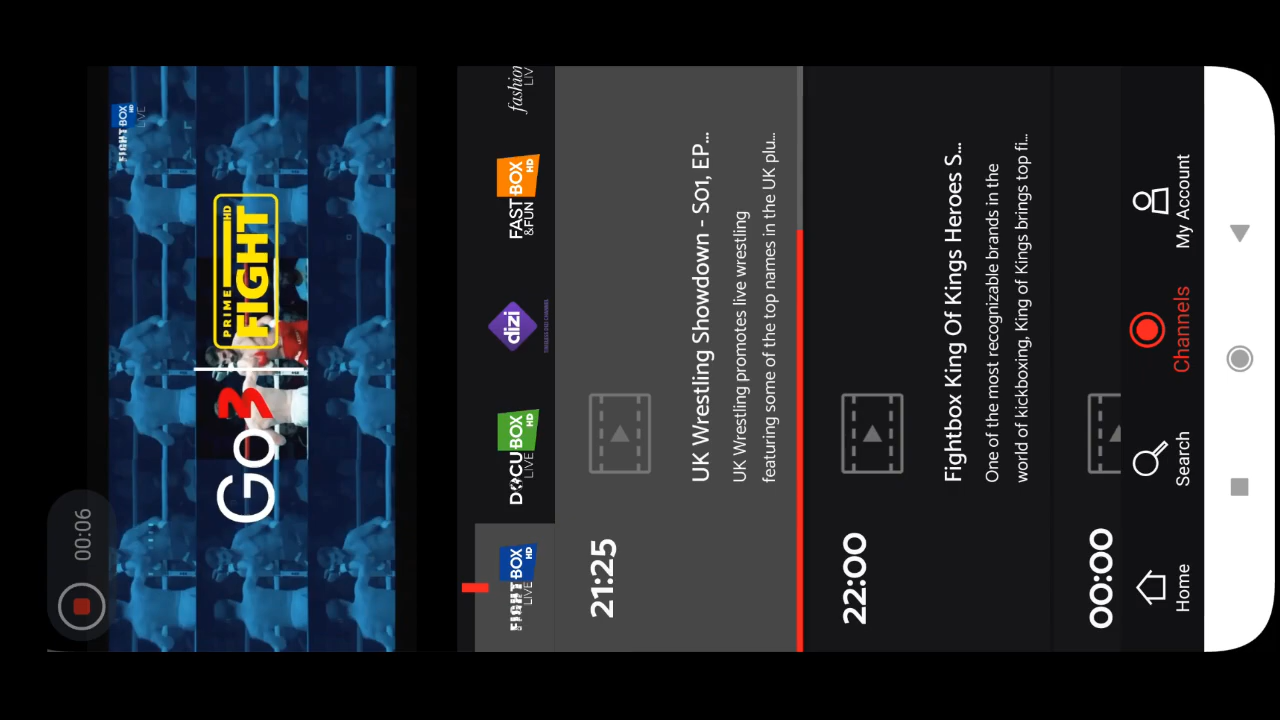 00:06
FIGHTBOX HD
LIVE
PRIME HD
FIGHT
Go3
FIGHTBOX HD
LIVE
DOCUBOX HD
LIVE
dizi
FASTBOX HD
&FUN
fashion
LIV
21:25
UK Wrestling Showdown - S01, EP...
UK Wrestling promotes live wrestling
featuring some of the top names in the UK plu...
22:00
Fightbox King Of Kings Heroes S...
One of the most recognizable brands in the
world of kickboxing, King of Kings brings top fi...
00:00
Home
Search
Channels
My Account